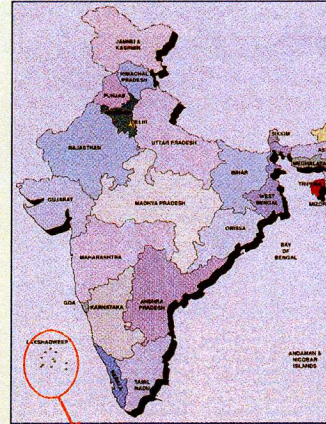 JAMMU &
KASHMIR
HIMACHAL
PRADESH
PUNJAB
DELHI
RAJASTHAN
UTTAR PRADESH
SIKKIM
MEGHALAYA
BIHAR
GUJARAT
MADHYA PRADESH
WEST
BENGAL
ORISSA
MAHARASHTRA
BAY
OF
BENGAL
GOA
KARNATAKA
ANDHRA
PRADESH
LAKSHADWEEP
ANDAMAN &
NICOBAR
ISLANDS
TAMIL
NADU